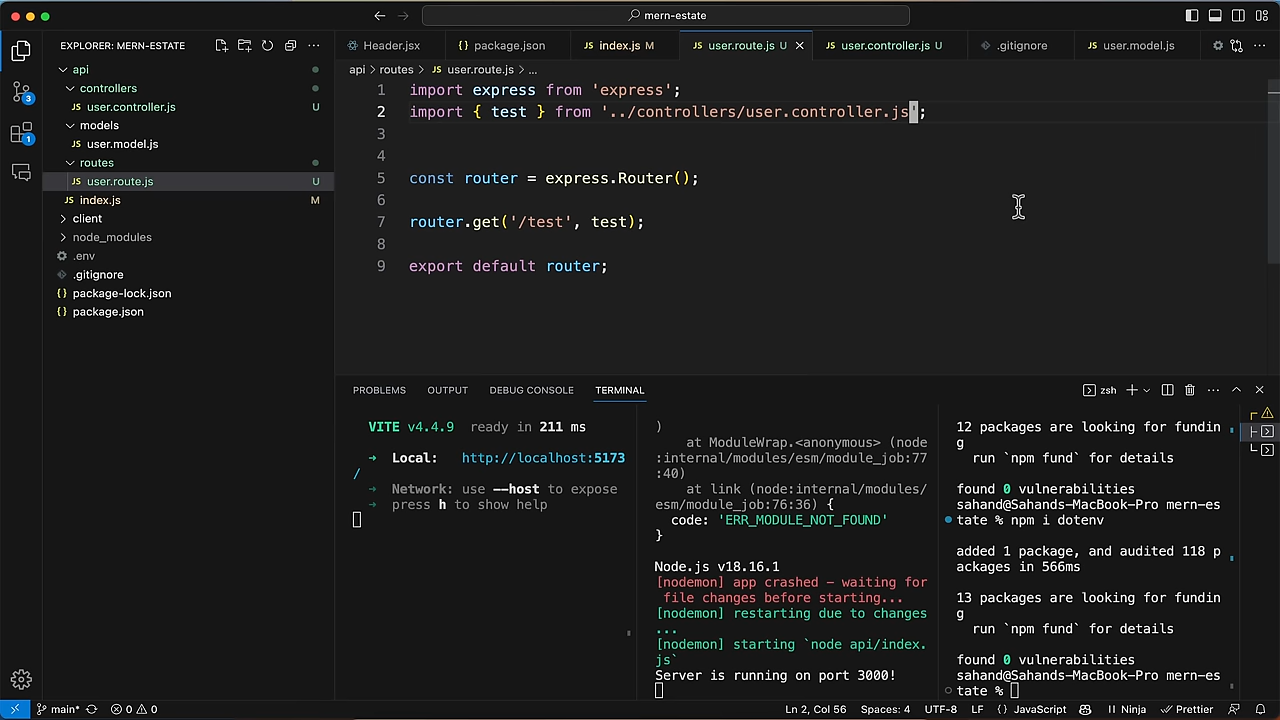 mern-estate
EXPLORER: MERN-ESTATE
Header.jsx
{} package.json
JS index.js M
JS user.route.js U
JS user.controller.js U
.gitignore
JS user.model.js
api
controllers
JS user.controller.js U
models
JS user.model.js
routes
JS user.route.js U
JS index.js M
client
node_modules
.env
.gitignore
{} package-lock.json
{} package.json
3
1
api > routes > JS user.route.js > ...
1 import express from 'express';
2 import { test } from '../controllers/user.controller.js';
3
4
5 const router = express.Router();
6
7 router.get('/test', test);
8
9 export default router;
PROBLEMS OUTPUT DEBUG CONSOLE TERMINAL
zsh
VITE v4.4.9 ready in 211 ms
➜ Local: http://localhost:5173
/
➜ Network: use --host to expose
➜ press h to show help
)
at ModuleWrap.<anonymous> (node
:internal/modules/esm/module_job:77
:40)
at link (node:internal/modules/
esm/module_job:76:36) {
code: 'ERR_MODULE_NOT_FOUND'
}
Node.js v18.16.1
[nodemon] app crashed - waiting for
file changes before starting...
[nodemon] restarting due to changes
...
[nodemon] starting `node api/index.
js`
Server is running on port 3000!
12 packages are looking for fundin
g
run `npm fund` for details
found 0 vulnerabilities
sahand@Sahands-MacBook-Pro mern-es
tate % npm i dotenv
added 1 package, and audited 118 p
ackages in 566ms
13 packages are looking for fundin
g
run `npm fund` for details
found 0 vulnerabilities
sahand@Sahands-MacBook-Pro mern-es
tate %
main* 0 0
Ln 2, Col 56 Spaces: 4 UTF-8 LF {} JavaScript Ninja Prettier